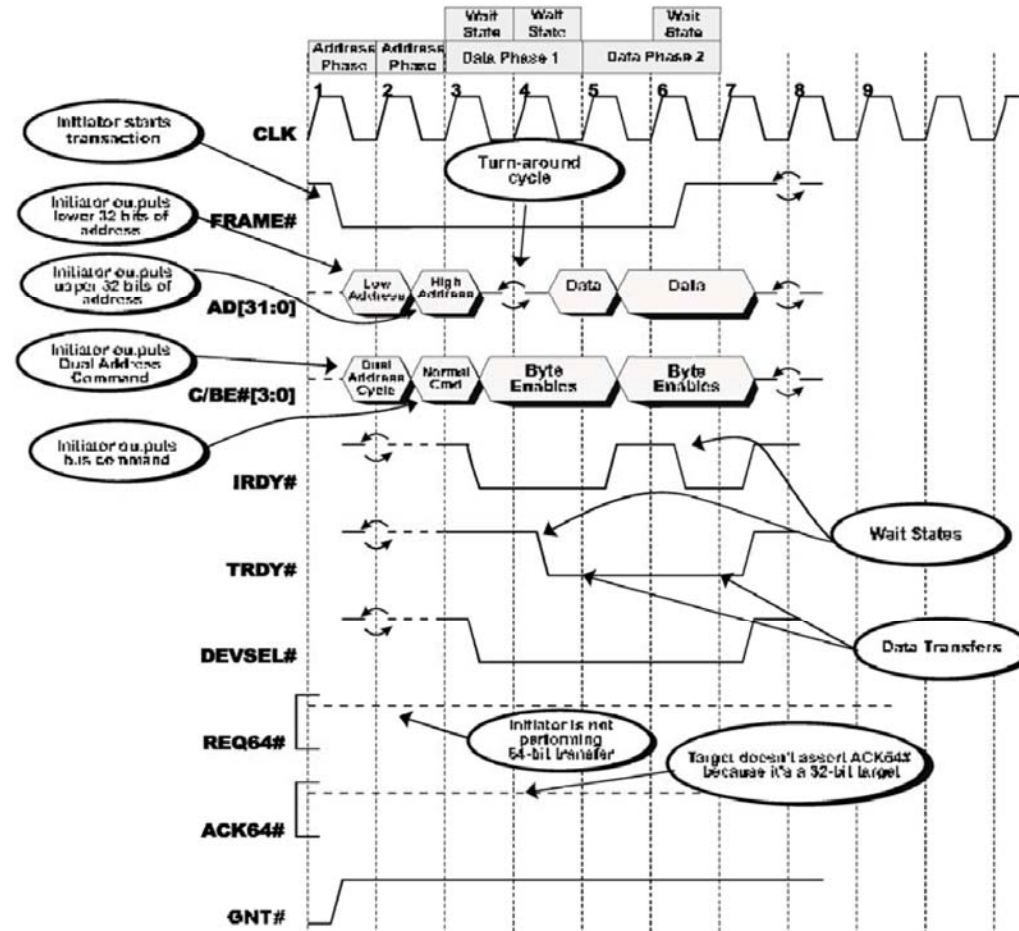 Wait
State
Wait
State
Wait
State
Address
Phase
Address
Phase
Data Phase 1
Data Phase 2
1 2 3 4 5 6 7 8 9
CLK
Initiator starts
transaction
Turn-around
cycle
FRAME#
Initiator outputs
lower 32 bits of
address
Initiator outputs
upper 32 bits of
address
AD[31:0]
Low
Address
High
Address
Data
Data
Initiator outputs
Dual Address
Command
C/BE#[3:0]
Dual
Address
Cycle
Normal
Cmd
Byte
Enables
Byte
Enables
Initiator outputs
bus command
IRDY#
Wait States
TRDY#
DEVSEL#
Data Transfers
REQ64#
Initiator is not
performing
64-bit transfer
Target doesn't assert ACK64#
because it's a 32-bit target
ACK64#
GNT#